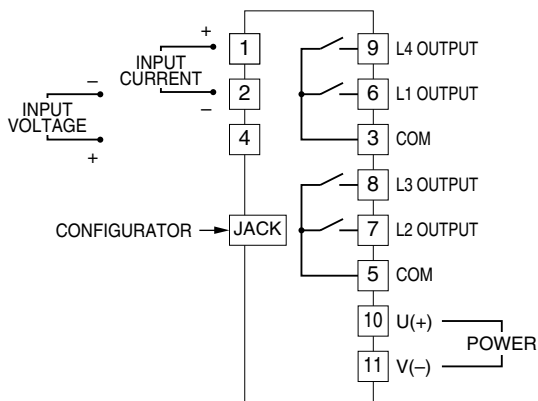 + 1 9 L4 OUTPUT
INPUT
CURRENT
– 2 6 L1 OUTPUT
–
INPUT
VOLTAGE
+ 4 3 COM
8 L3 OUTPUT
CONFIGURATOR JACK 7 L2 OUTPUT
5 COM
10 U(+)
POWER
11 V(–)